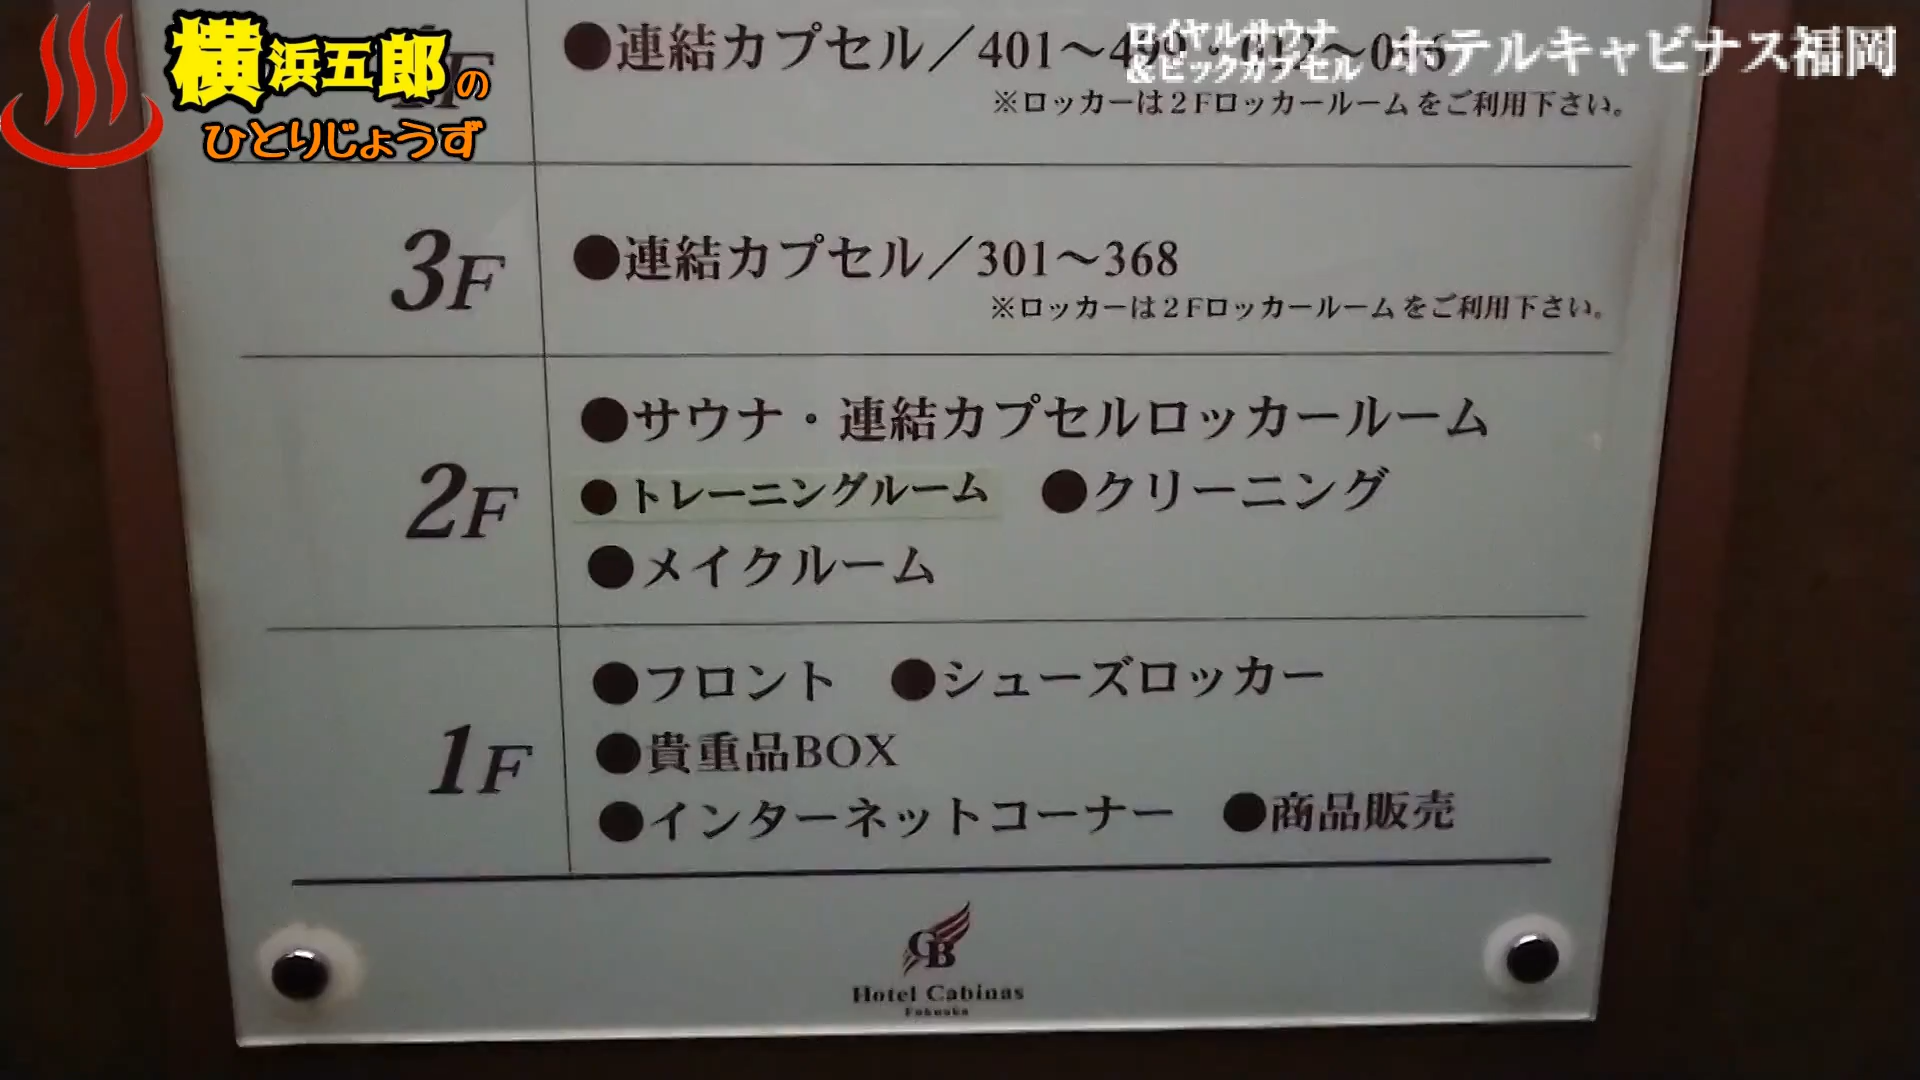 横浜五郎の
ひとりじょうず
ロイヤルサウナ
&ビックカプセル
ホテルキャビナス福岡
●連結カプセル/401～
※ロッカーは2Fロッカールームをご利用下さい。
3F
●連結カプセル/301～368
※ロッカーは2Fロッカールームをご利用下さい。
2F
●サウナ・連結カプセルロッカールーム
●トレーニングルーム ●クリーニング
●メイクルーム
1F
●フロント ●シューズロッカー
●貴重品BOX
●インターネットコーナー ●商品販売
CB
Hotel Cabinas
Fukuoka